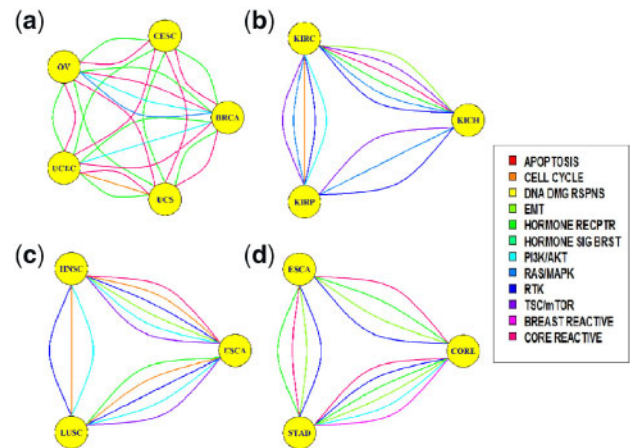 (a)
CESC
OV
BRCA
UCEC
UCS
(b)
KIRC
KICH
KIRP
APOPTOSIS
CELL CYCLE
DNA DMG RSPNS
EMT
HORMONE RECPTR
HORMONE SIG BRST
PI3K/AKT
RAS/MAPK
RTK
TSC/mTOR
BREAST REACTIVE
CORE REACTIVE
(c)
HNSC
ESCA
LUSC
(d)
ESCA
CORE
STAD